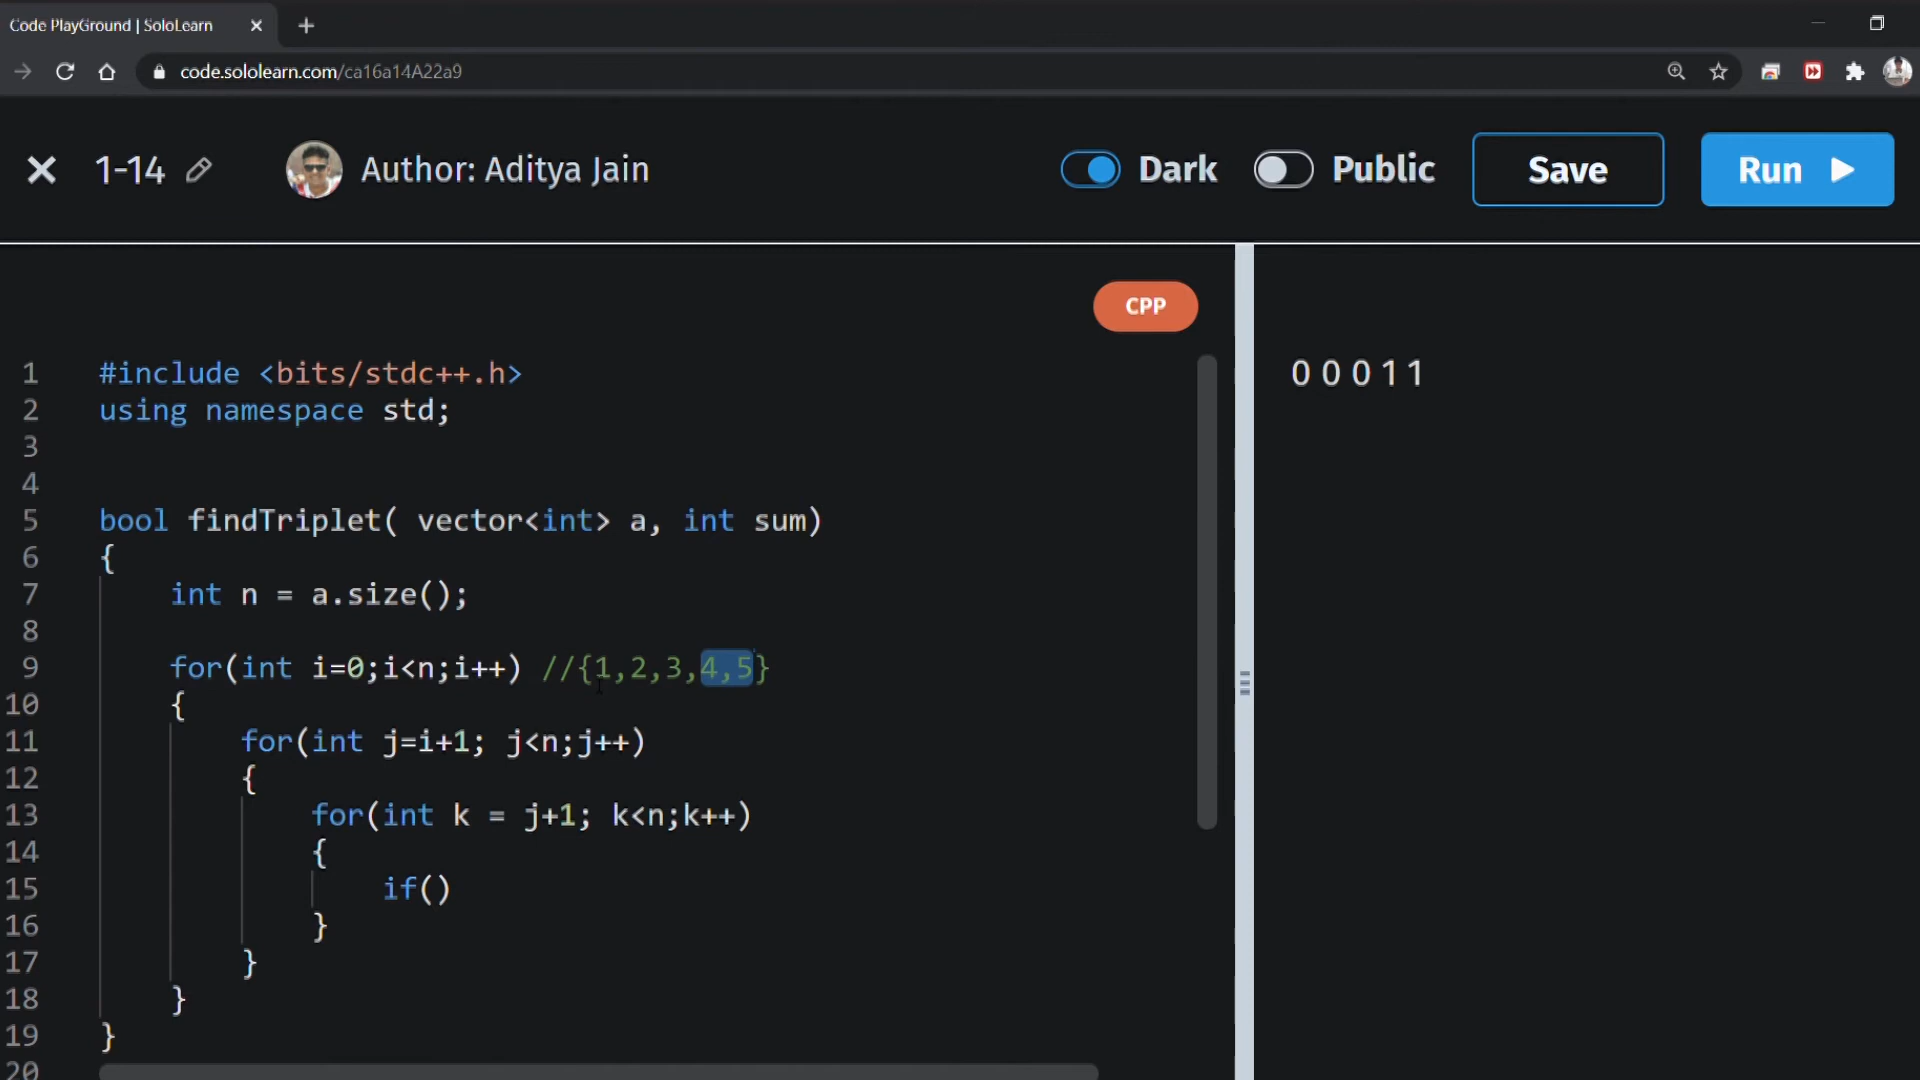 Code PlayGround | SoloLearn
code.sololearn.com/ca16a14A22a9
1-14 Author: Aditya Jain Dark Public Save Run
CPP
1 #include <bits/stdc++.h>
2 using namespace std;
3
4
5 bool findTriplet( vector<int> a, int sum)
6 {
7 int n = a.size();
8
9 for(int i=0;i<n;i++) //{1,2,3,4,5}
10 {
11 for(int j=i+1; j<n;j++)
12 {
13 for(int k = j+1; k<n;k++)
14 {
15 if()
16 }
17 }
18 }
19 }
20
0 0 0 1 1